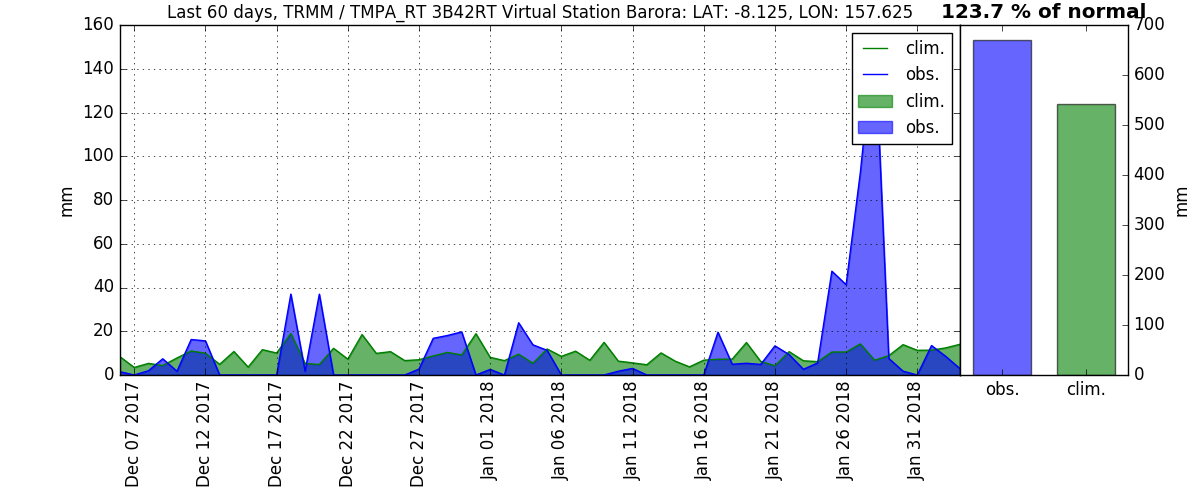 Last 60 days, TRMM / TMPA_RT 3B42RT Virtual Station Barora: LAT: -8.125, LON: 157.625
123.7 % of normal
160
140
120
100
80
60
40
20
0
mm
clim.
obs.
clim.
obs.
700
600
500
400
300
200
100
0
mm
obs.
clim.
Dec 07 2017
Dec 12 2017
Dec 17 2017
Dec 22 2017
Dec 27 2017
Jan 01 2018
Jan 06 2018
Jan 11 2018
Jan 16 2018
Jan 21 2018
Jan 26 2018
Jan 31 2018